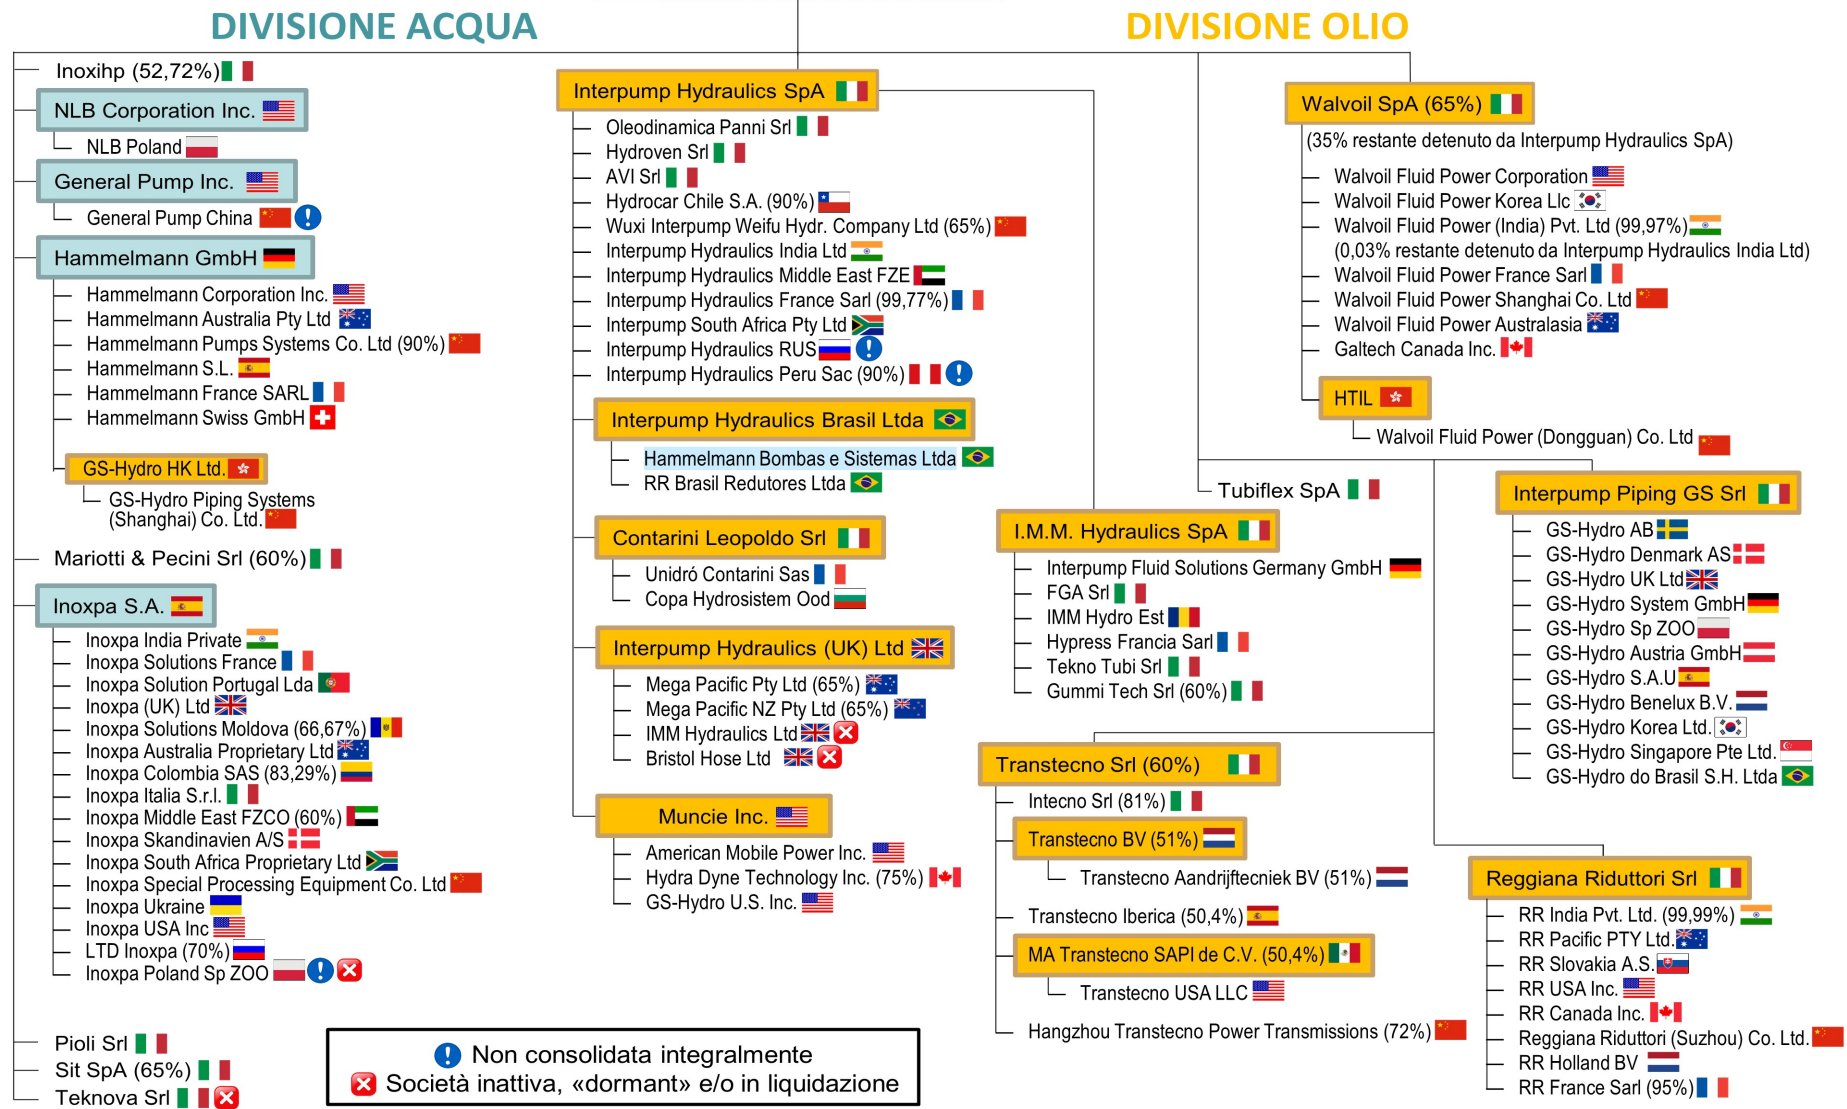 DIVISIONE ACQUA
Inoxihp (52,72%)
NLB Corporation Inc.
NLB Poland
General Pump Inc.
General Pump China
Hammelmann GmbH
Hammelmann Corporation Inc.
Hammelmann Australia Pty Ltd
Hammelmann Pumps Systems Co. Ltd (90%)
Hammelmann S.L.
Hammelmann France SARL
Hammelmann Swiss GmbH
GS-Hydro HK Ltd.
GS-Hydro Piping Systems
(Shanghai) Co. Ltd.
Mariotti & Pecini Srl (60%)
Inoxpa S.A.
Inoxpa India Private
Inoxpa Solutions France
Inoxpa Solution Portugal Lda
Inoxpa (UK) Ltd
Inoxpa Solutions Moldova (66,67%)
Inoxpa Australia Proprietary Ltd
Inoxpa Colombia SAS (83,29%)
Inoxpa Italia S.r.l.
Inoxpa Middle East FZCO (60%)
Inoxpa Skandinavien A/S
Inoxpa South Africa Proprietary Ltd
Inoxpa Special Processing Equipment Co. Ltd
Inoxpa Ukraine
Inoxpa USA Inc
LTD Inoxpa (70%)
Inoxpa Poland Sp ZOO
Pioli Srl
Sit SpA (65%)
Teknova Srl
DIVISIONE OLIO
Interpump Hydraulics SpA
Oleodinamica Panni Srl
Hydroven Srl
AVI Srl
Hydrocar Chile S.A. (90%)
Wuxi Interpump Weifu Hydr. Company Ltd (65%)
Interpump Hydraulics India Ltd
Interpump Hydraulics Middle East FZE
Interpump Hydraulics France Sarl (99,77%)
Interpump South Africa Pty Ltd
Interpump Hydraulics RUS
Interpump Hydraulics Peru Sac (90%)
Interpump Hydraulics Brasil Ltda
Hammelmann Bombas e Sistemas Ltda
RR Brasil Redutores Ltda
Contarini Leopoldo Srl
Unidró Contarini Sas
Copa Hydrosistem Ood
Interpump Hydraulics (UK) Ltd
Mega Pacific Pty Ltd (65%)
Mega Pacific NZ Pty Ltd (65%)
IMM Hydraulics Ltd
Bristol Hose Ltd
Muncie Inc.
American Mobile Power Inc.
Hydra Dyne Technology Inc. (75%)
GS-Hydro U.S. Inc.
Walvoil SpA (65%)
(35% restante detenuto da Interpump Hydraulics SpA)
Walvoil Fluid Power Corporation
Walvoil Fluid Power Korea Llc
Walvoil Fluid Power (India) Pvt. Ltd (99,97%)
(0,03% restante detenuto da Interpump Hydraulics India Ltd)
Walvoil Fluid Power France Sarl
Walvoil Fluid Power Shanghai Co. Ltd
Walvoil Fluid Power Australasia
Galtech Canada Inc.
HTIL
Walvoil Fluid Power (Dongguan) Co. Ltd
Tubiflex SpA
I.M.M. Hydraulics SpA
Interpump Fluid Solutions Germany GmbH
FGA Srl
IMM Hydro Est
Hypress Francia Sarl
Tekno Tubi Srl
Gummi Tech Srl (60%)
Interpump Piping GS Srl
GS-Hydro AB
GS-Hydro Denmark AS
GS-Hydro UK Ltd
GS-Hydro System GmbH
GS-Hydro Sp ZOO
GS-Hydro Austria GmbH
GS-Hydro S.A.U
GS-Hydro Benelux B.V.
GS-Hydro Korea Ltd.
GS-Hydro Singapore Pte Ltd.
GS-Hydro do Brasil S.H. Ltda
Transtecno Srl (60%)
Intecno Srl (81%)
Transtecno BV (51%)
Transtecno Aandrijftecniek BV (51%)
Transtecno Iberica (50,4%)
MA Transtecno SAPI de C.V. (50,4%)
Transtecno USA LLC
Hangzhou Transtecno Power Transmissions (72%)
Reggiana Riduttori Srl
RR India Pvt. Ltd. (99,99%)
RR Pacific PTY Ltd.
RR Slovakia A.S.
RR USA Inc.
RR Canada Inc.
Reggiana Riduttori (Suzhou) Co. Ltd.
RR Holland BV
RR France Sarl (95%)
Non consolidata integralmente
Società inattiva, «dormant» e/o in liquidazione